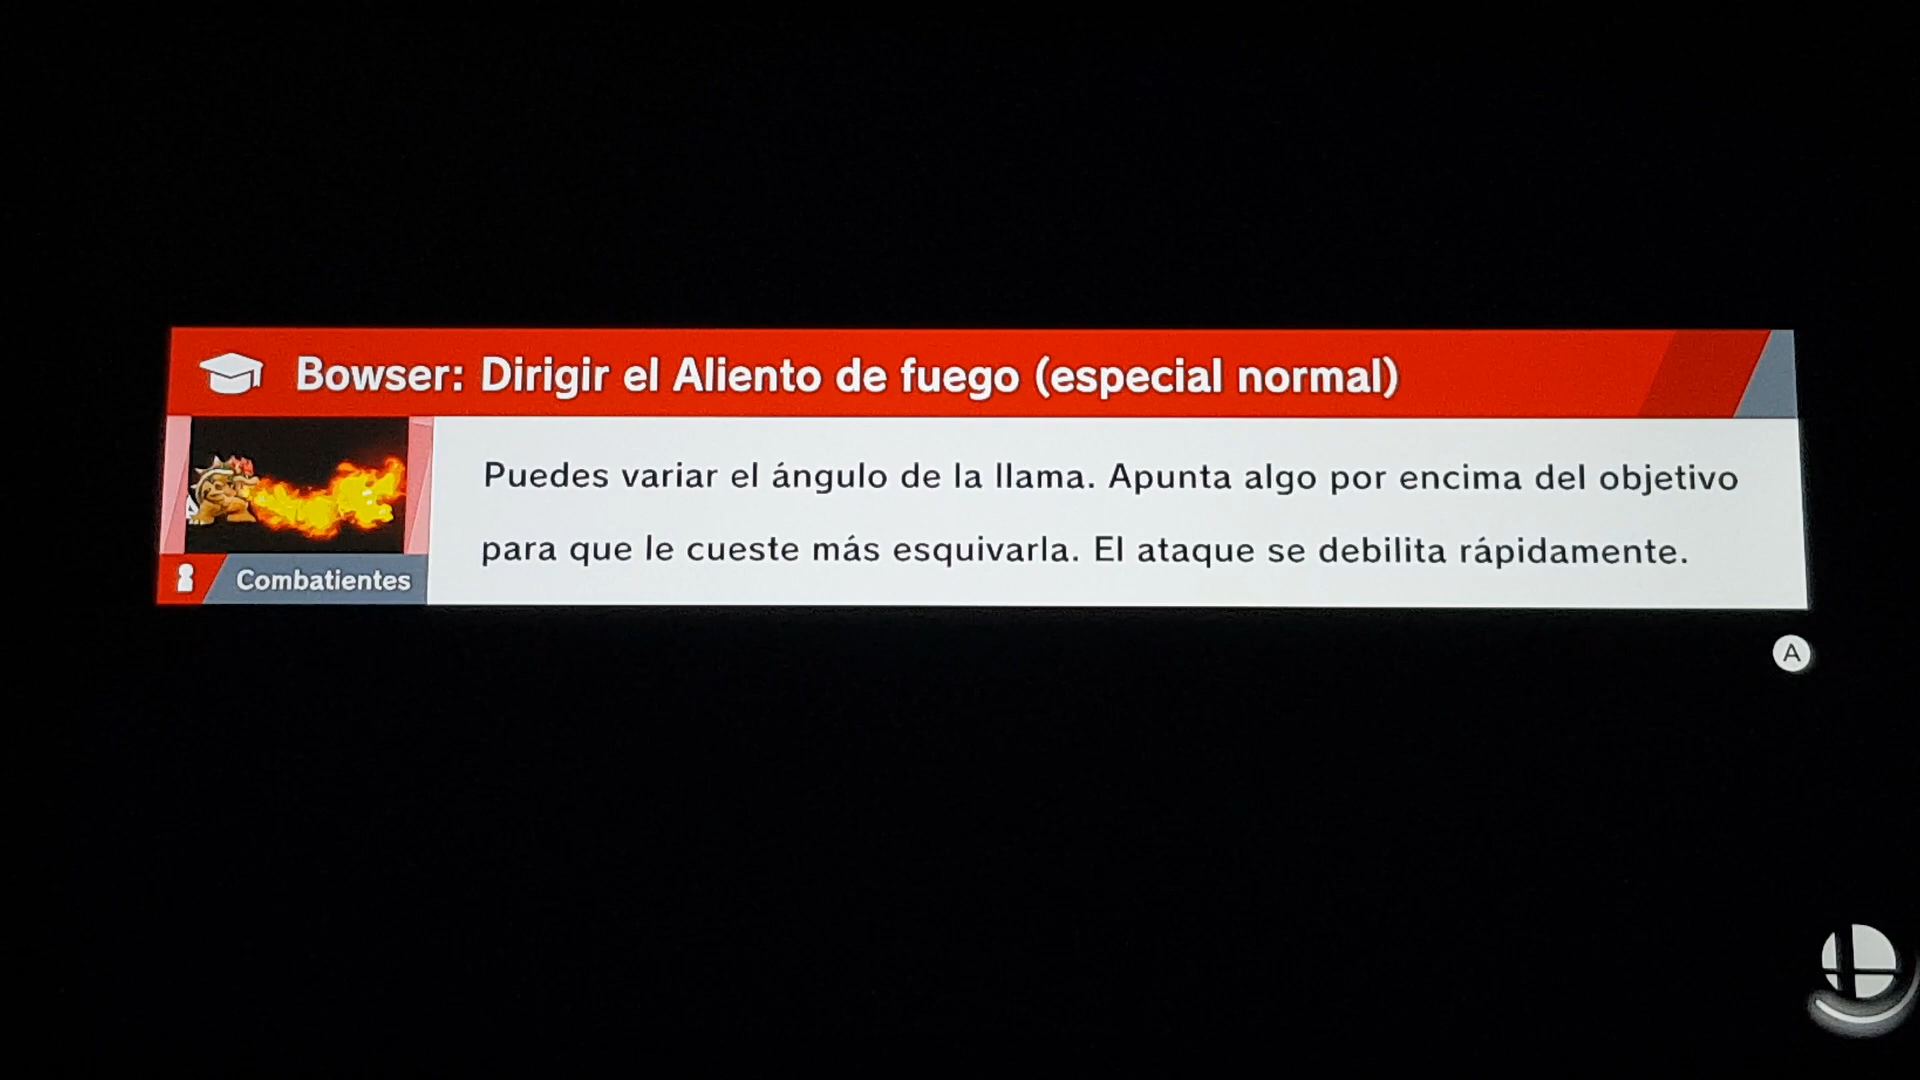 Bowser: Dirigir el Aliento de fuego (especial normal)
Puedes variar el ángulo de la llama. Apunta algo por encima del objetivo
para que le cueste más esquivarla. El ataque se debilita rápidamente.
Combatientes
A